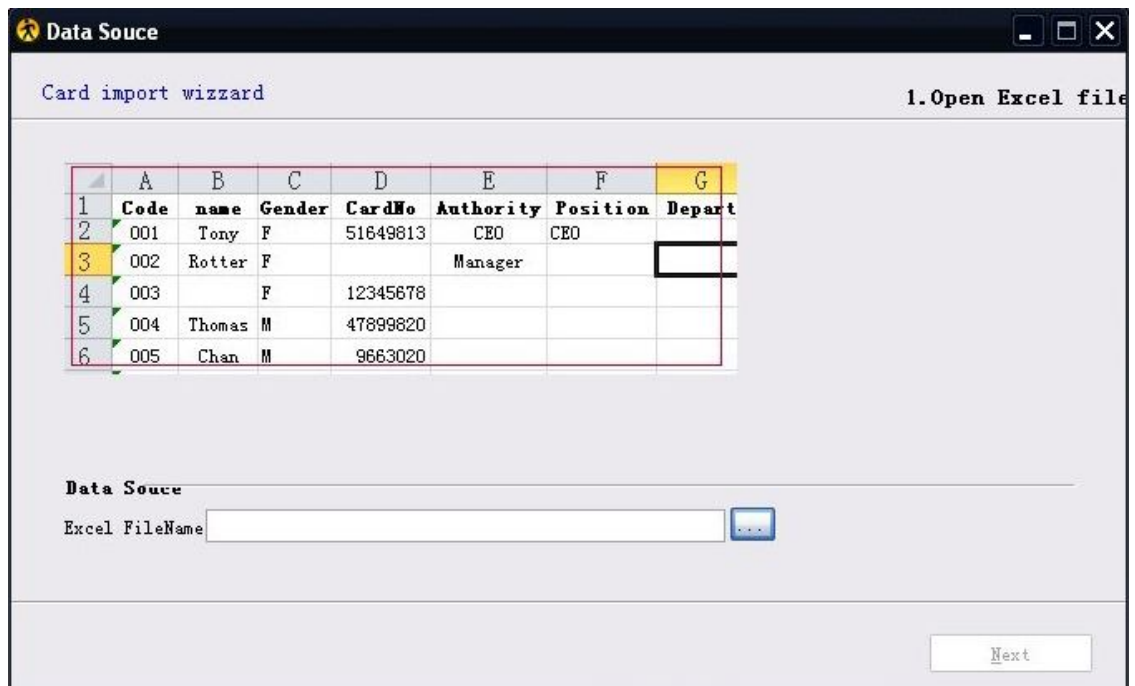 Data Souce
Card import wizzard
1.Open Excel file
A B C D E F G
1 Code name Gender CardNo Authority Position Depart
2 001 Tony F 51649813 CEO CEO
3 002 Rotter F Manager
4 003 F 12345678
5 004 Thomas M 47899820
6 005 Chan M 9663020
Data Souce
Excel FileName
...
Next